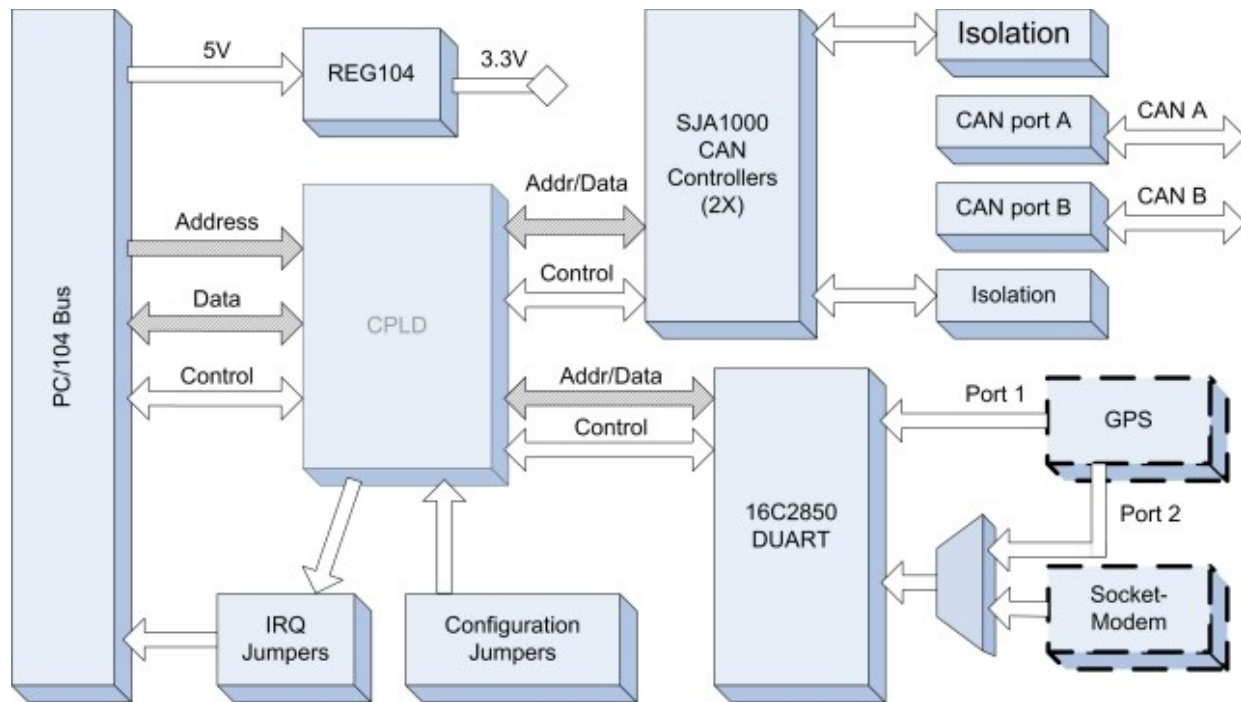 5V
REG104
3.3V
SJA1000
CAN
Controllers
(2X)
Isolation
CAN port A
CAN A
CAN port B
CAN B
Isolation
Addr/Data
Control
PC/104 Bus
Address
Data
Control
CPLD
Addr/Data
Control
16C2850
DUART
Port 1
GPS
Port 2
Socket-
Modem
IRQ
Jumpers
Configuration
Jumpers